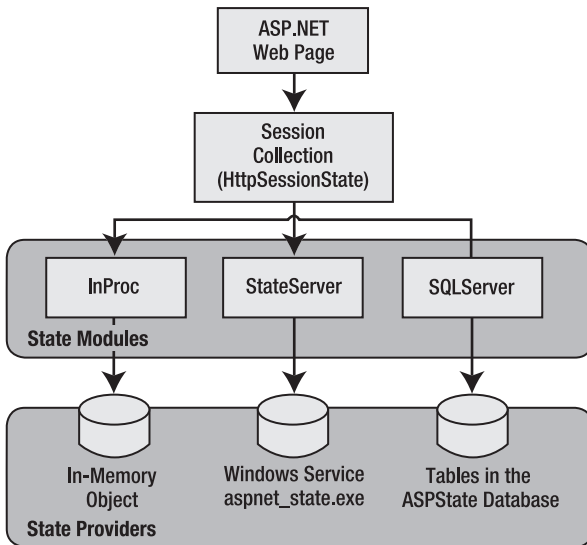 ASP.NET
Web Page
Session
Collection
(HttpSessionState)
InProc
StateServer
SQLServer
State Modules
In-Memory
Object
Windows Service
aspnet_state.exe
Tables in the
ASPState Database
State Providers